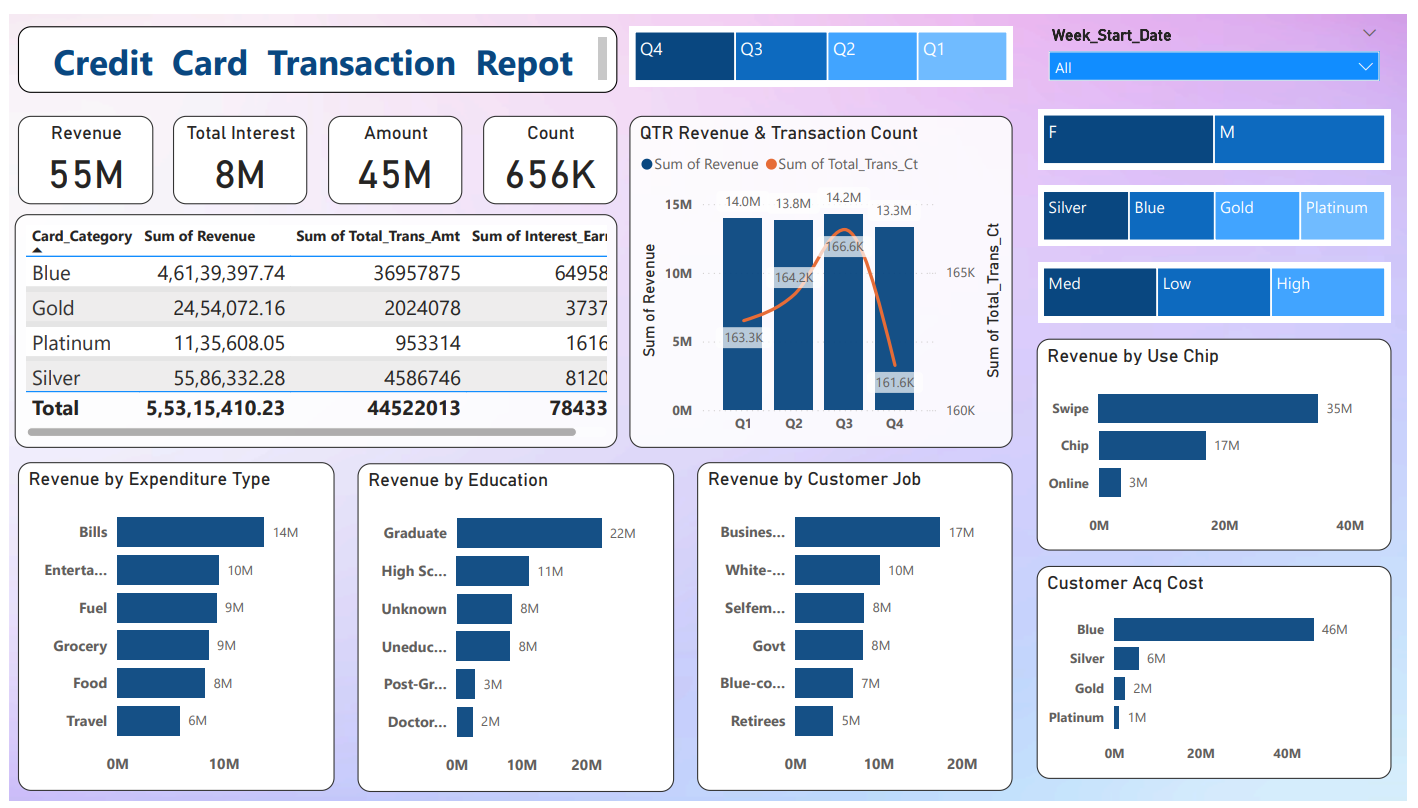 Credit Card Transaction Repot
Q4 Q3 Q2 Q1
Week_Start_Date
All
F M
Silver Blue Gold Platinum
Med Low High
Revenue
55M
Total Interest
8M
Amount
45M
Count
656K
Card_Category Sum of Revenue Sum of Total_Trans_Amt Sum of Interest_Earr
Blue 4,61,39,397.74 36957875 64958
Gold 24,54,072.16 2024078 3737
Platinum 11,35,608.05 953314 1616
Silver 55,86,332.28 4586746 8120
Total 5,53,15,410.23 44522013 78433
QTR Revenue & Transaction Count
Sum of Revenue Sum of Total_Trans_Ct
Sum of Revenue
15M
10M
5M
0M
14.0M 13.8M 14.2M 13.3M
163.3K 164.2K 166.6K 161.6K
Q1 Q2 Q3 Q4
165K
160K
Sum of Total_Trans_Ct
Revenue by Use Chip
Swipe 35M
Chip 17M
Online 3M
0M 20M 40M
Revenue by Expenditure Type
Bills 14M
Enterta... 10M
Fuel 9M
Grocery 9M
Food 8M
Travel 6M
0M 10M
Revenue by Education
Graduate 22M
High Sc... 11M
Unknown 8M
Uneduc... 8M
Post-Gr... 3M
Doctor... 2M
0M 10M 20M
Revenue by Customer Job
Busines... 17M
White-... 10M
Selfem... 8M
Govt 8M
Blue-co... 7M
Retirees 5M
0M 10M 20M
Customer Acq Cost
Blue 46M
Silver 6M
Gold 2M
Platinum 1M
0M 20M 40M